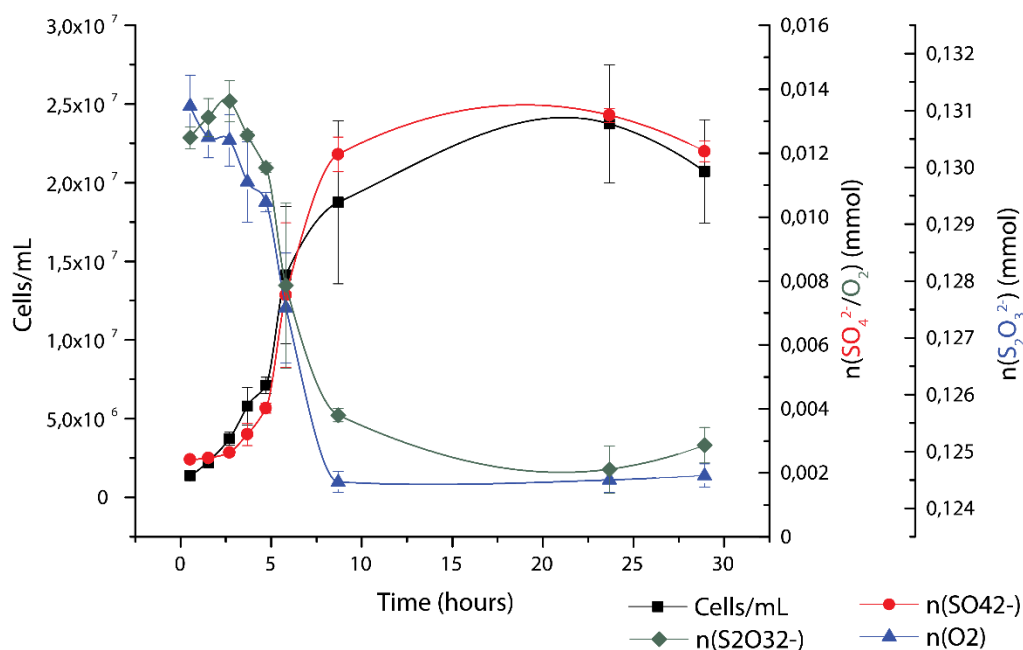 3,0x10 7
2,5x10 7
2,0x10 7
1,5x10 7
1,0x10 7
5,0x10 6
0
Cells/mL
0 5 10 15 20 25 30
Time (hours)
0,016
0,014
0,012
0,010
0,008
0,006
0,004
0,002
0
n(SO4 2-/O2) (mmol)
0,132
0,131
0,130
0,129
0,128
0,127
0,126
0,125
0,124
n(S2O3 2-) (mmol)
Cells/mL n(SO42-)
n(S2O32-) n(O2)